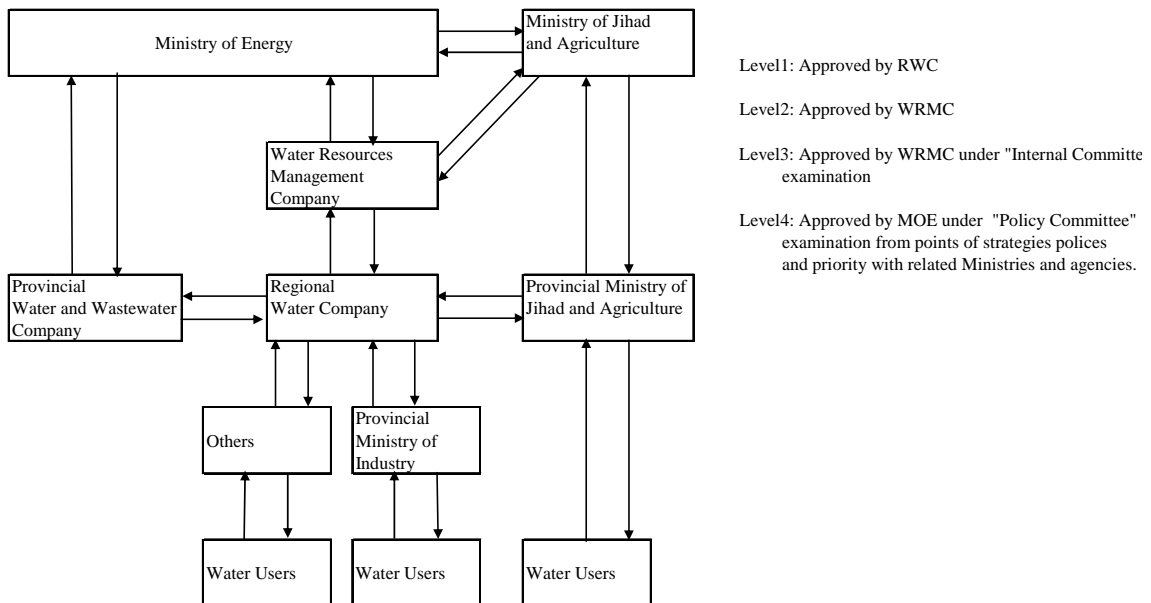 Ministry of Energy
Ministry of Jihad
and Agriculture
Level1: Approved by RWC
Level2: Approved by WRMC
Water Resources
Management
Company
Level3: Approved by WRMC under "Internal Committe
examination
Level4: Approved by MOE under "Policy Committee"
examination from points of strategies polices
and priority with related Ministries and agencies.
Provincial
Water and Wastewater
Company
Regional
Water Company
Provincial Ministry of
Jihad and Agriculture
Others
Provincial
Ministry of
Industry
Water Users
Water Users
Water Users